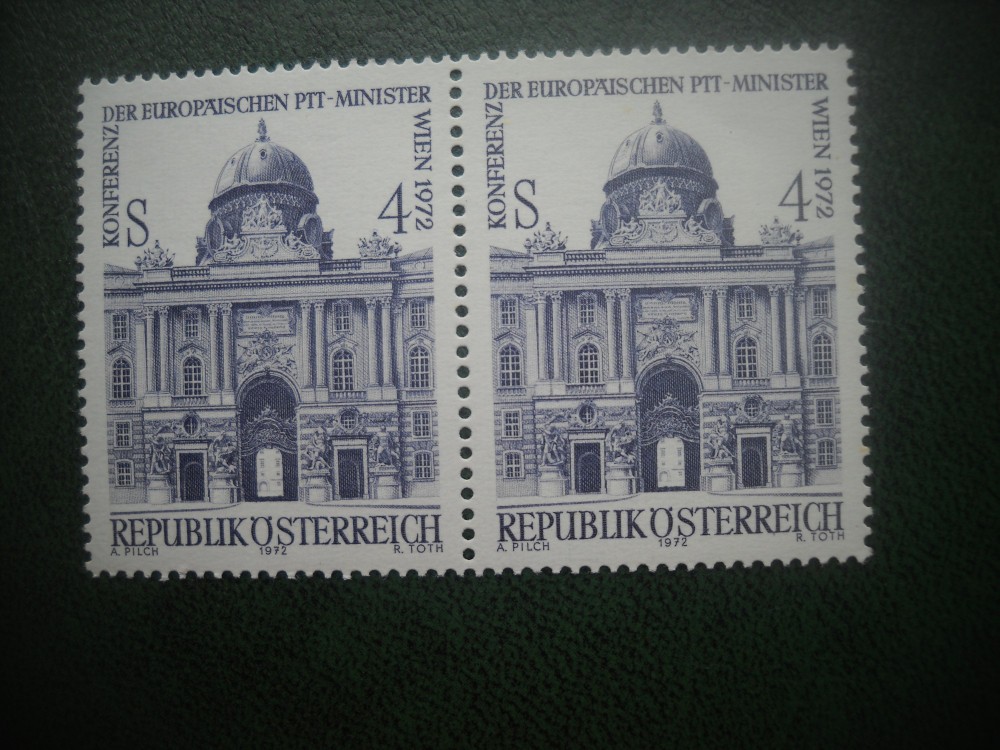 KONFERENZ
DER EUROPÄISCHEN PTT-MINISTER
WIEN 1972
S 4
REPUBLIK ÖSTERREICH
A. PILCH 1972 R. TOTH
KONFERENZ
DER EUROPÄISCHEN PTT-MINISTER
WIEN 1972
S 4
REPUBLIK ÖSTERREICH
A. PILCH 1972 R. TOTH